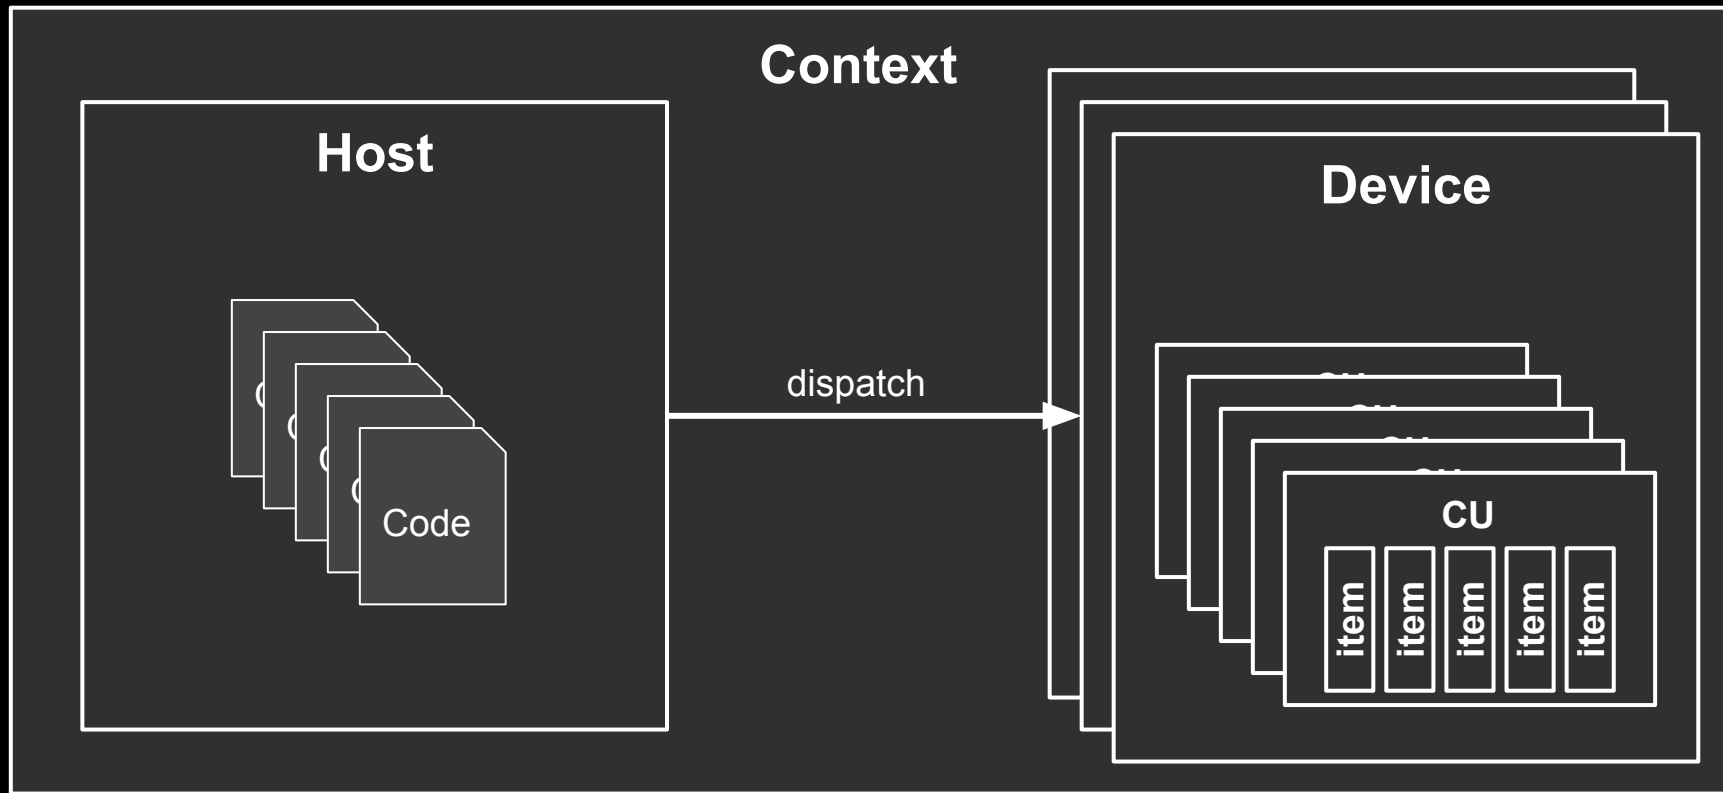 Context
Host
Device
dispatch
Code
CU
item
item
item
item
item